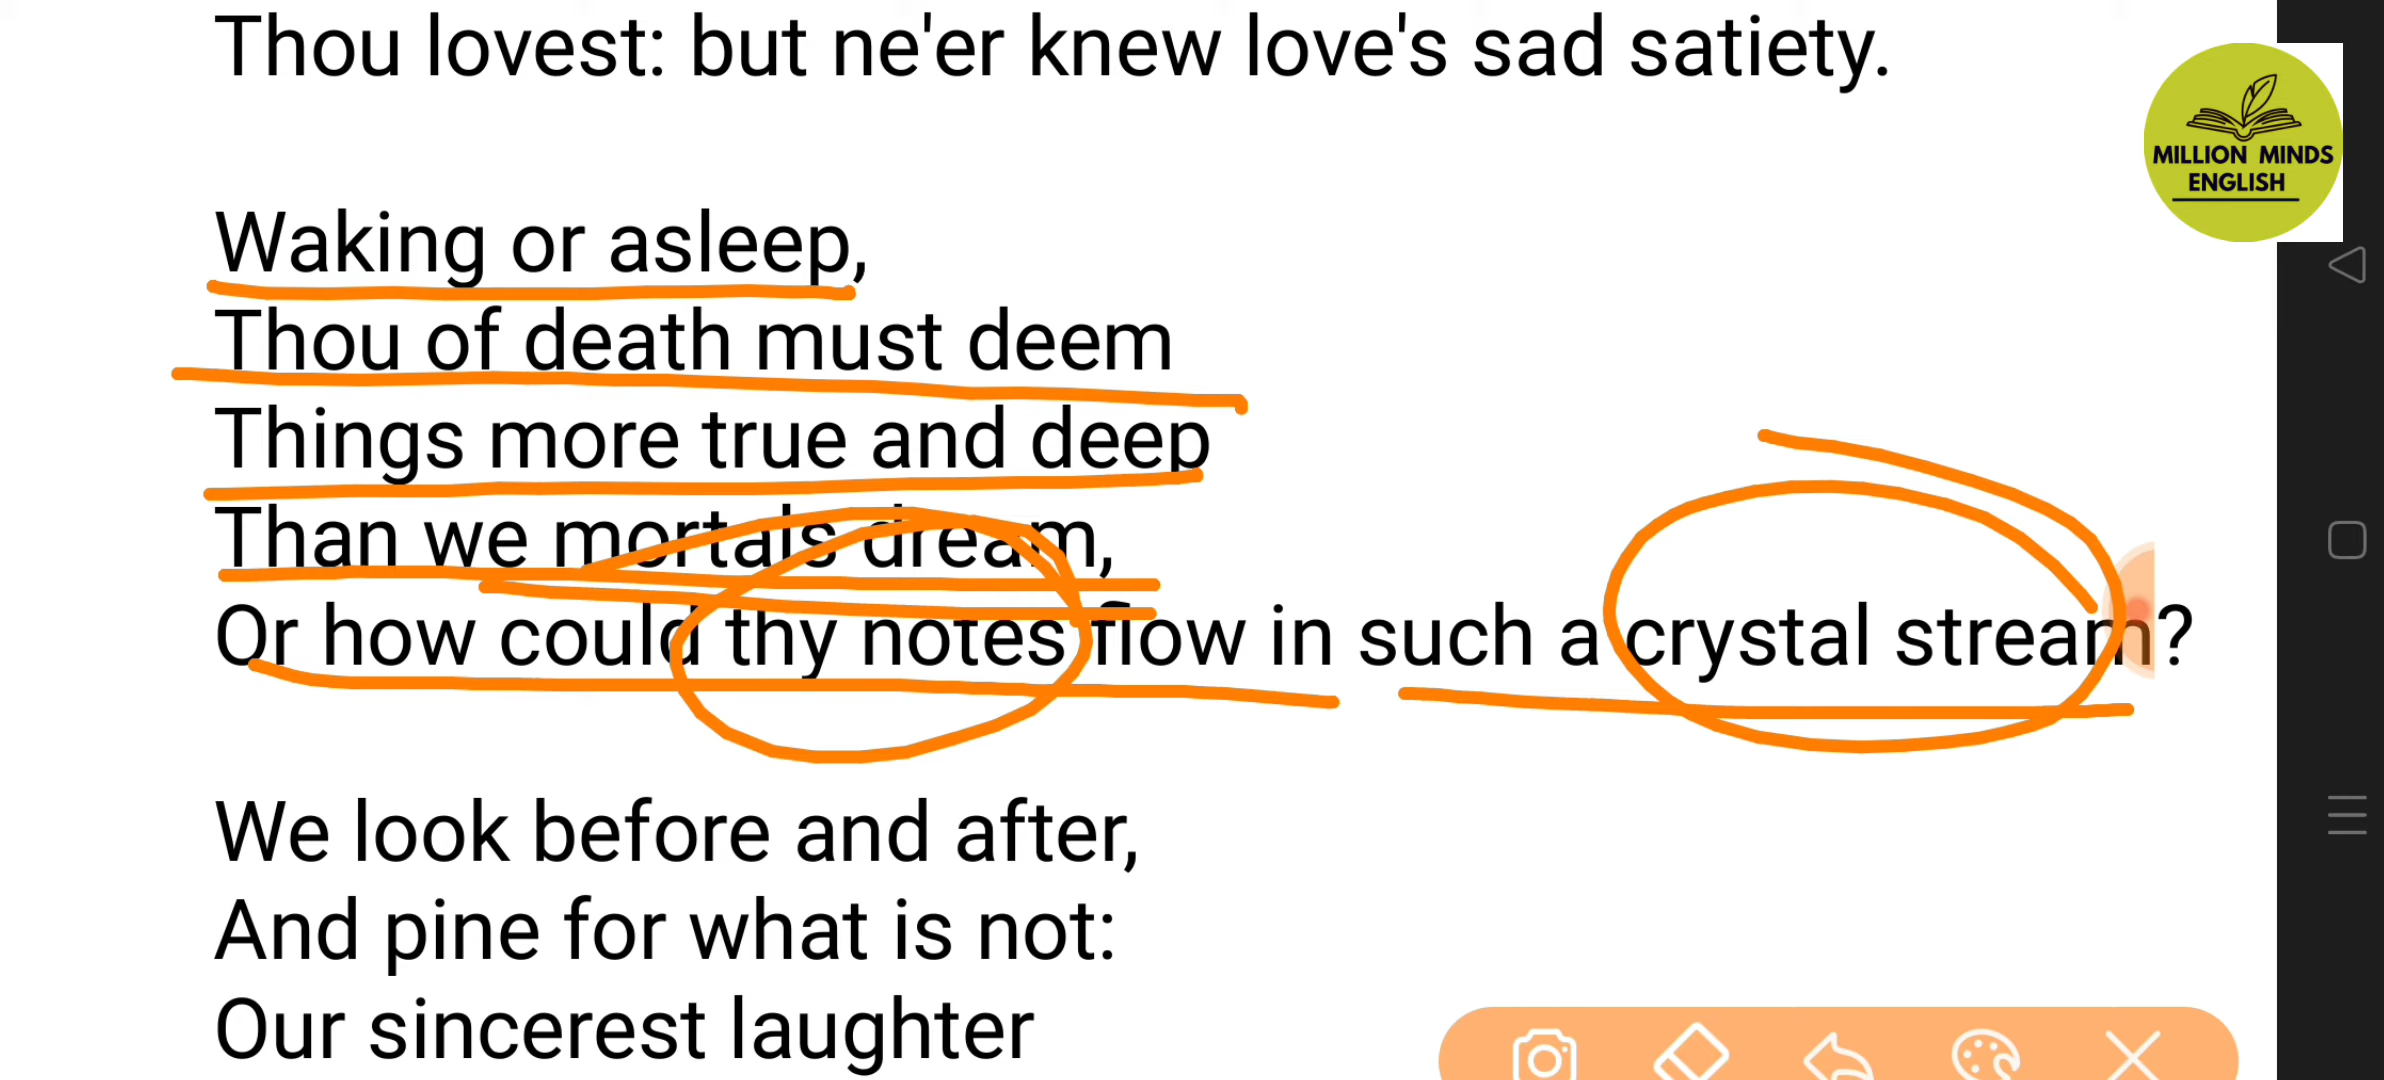 Thou lovest: but ne'er knew love's sad satiety.
MILLION MINDS
ENGLISH
Waking or asleep,
Thou of death must deem
Things more true and deep
Than we mortals dream,
Or how could thy notes flow in such a crystal stream?
We look before and after,
And pine for what is not:
Our sincerest laughter